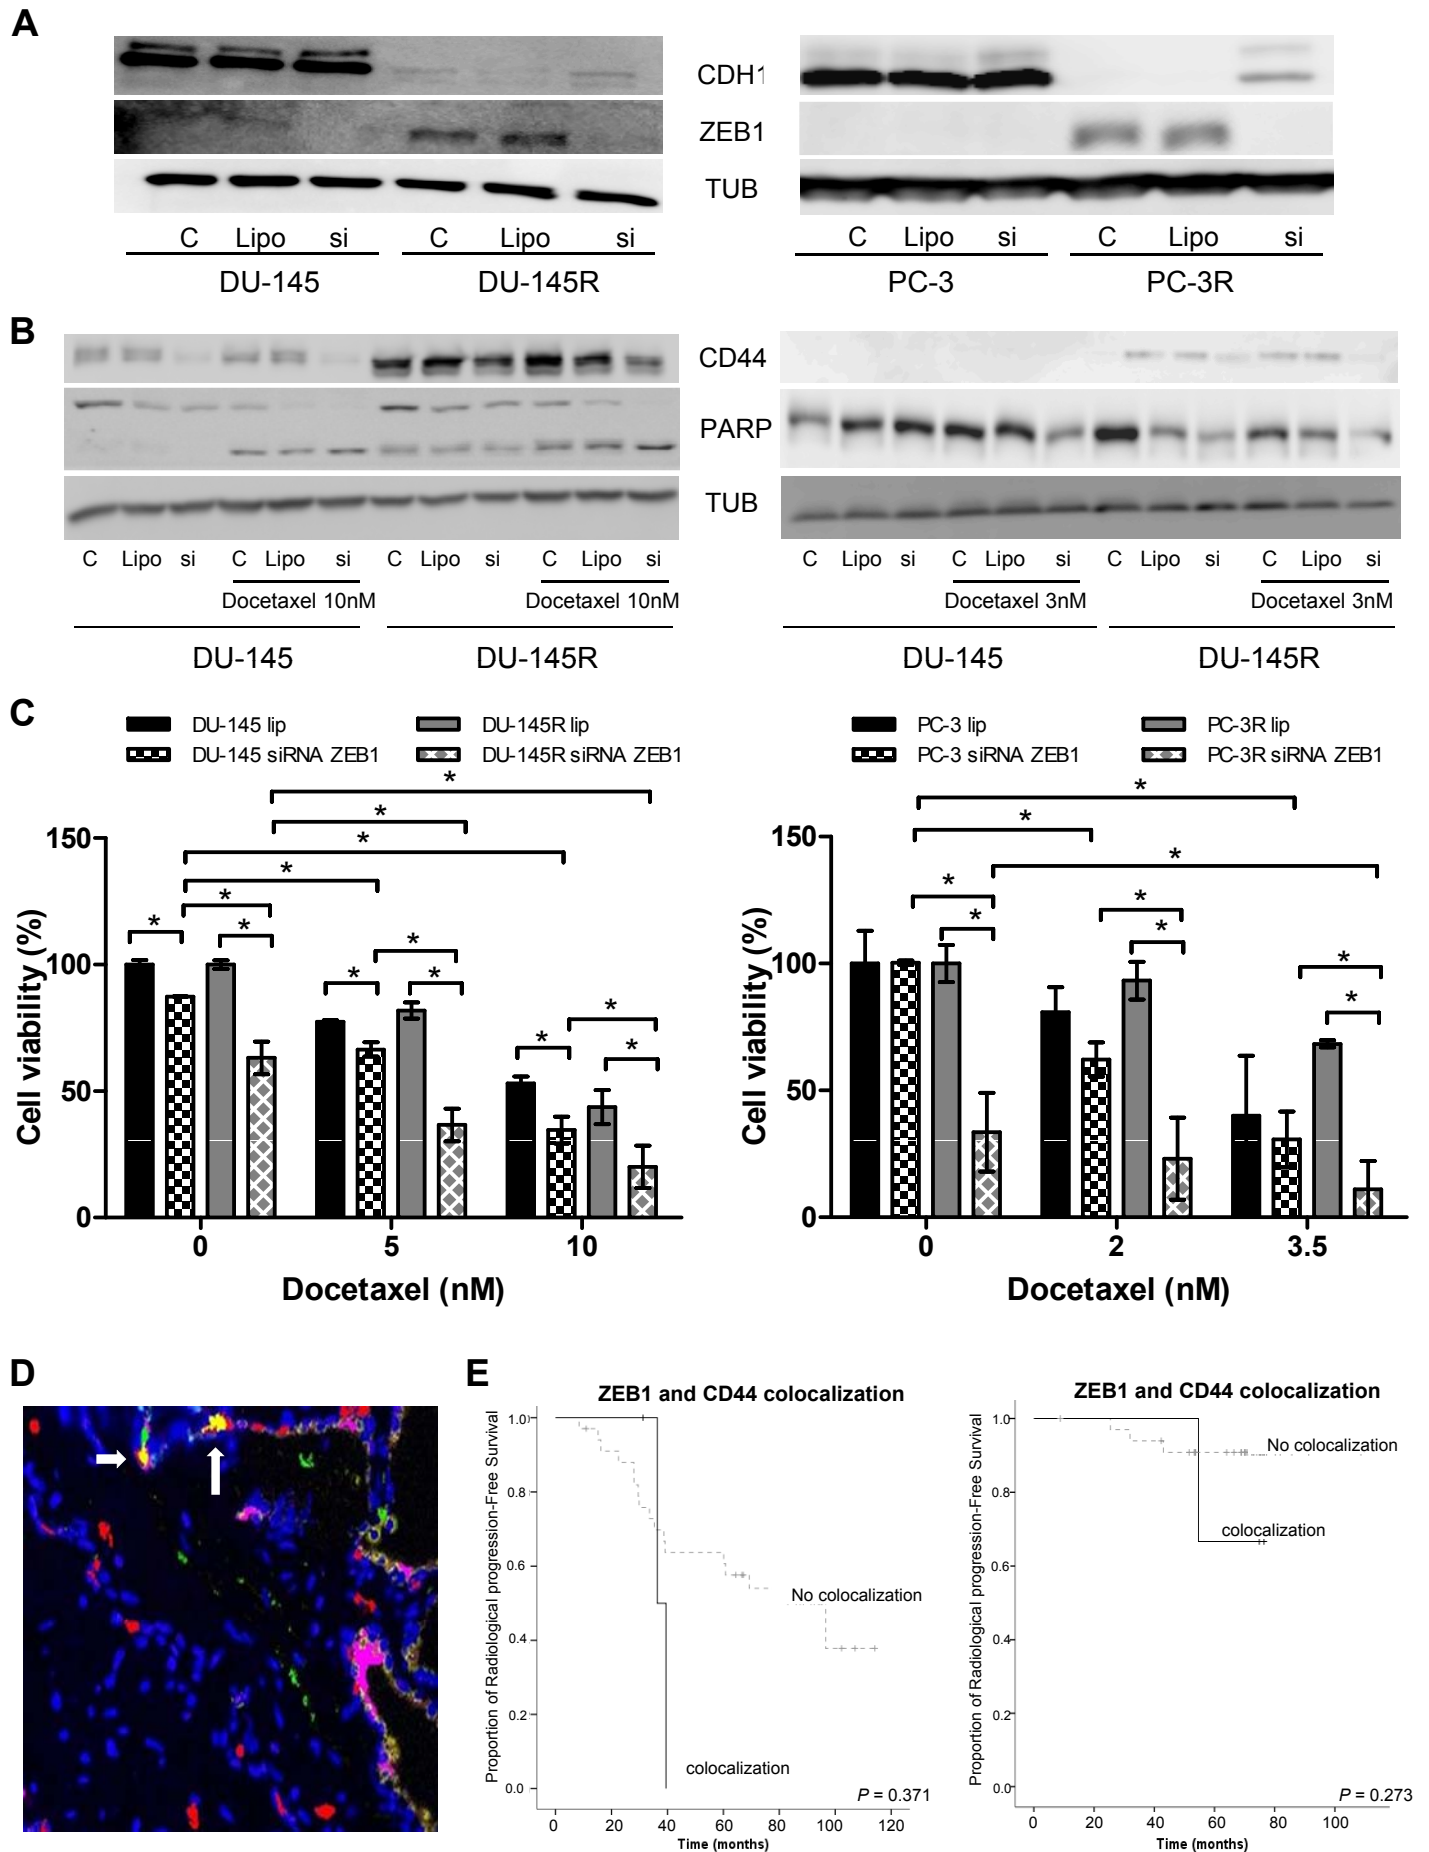 A
CDH1
ZEB1
TUB
C Lipo si C Lipo si
DU-145 DU-145R
C Lipo si C Lipo si
PC-3 PC-3R
B
CD44
PARP
TUB
C Lipo si C Lipo si C Lipo si C Lipo si
Docetaxel 10nM Docetaxel 10nM
DU-145 DU-145R
C Lipo si C Lipo si C Lipo si C Lipo si
Docetaxel 3nM Docetaxel 3nM
DU-145 DU-145R
C
DU-145 lip DU-145R lip
DU-145 siRNA ZEB1 DU-145R siRNA ZEB1
* * * * * * * * * * * *
Cell viability (%)
150
100
50
0
0 5 10
Docetaxel (nM)
PC-3 lip PC-3R lip
PC-3 siRNA ZEB1 PC-3R siRNA ZEB1
* * * * * * * * *
Cell viability (%)
150
100
50
0
0 2 3.5
Docetaxel (nM)
D
E
ZEB1 and CD44 colocalization
Proportion of Radiological progression-Free Survival
1.0
0.8
0.6
0.4
0.2
0.0
No colocalization
colocalization
P = 0.371
0 20 40 60 80 100 120
Time (months)
ZEB1 and CD44 colocalization
Proportion of Radiological progression-Free Survival
1.0
0.8
0.6
0.4
0.2
0.0
No colocalization
colocalization
P = 0.273
0 20 40 60 80 100
Time (months)